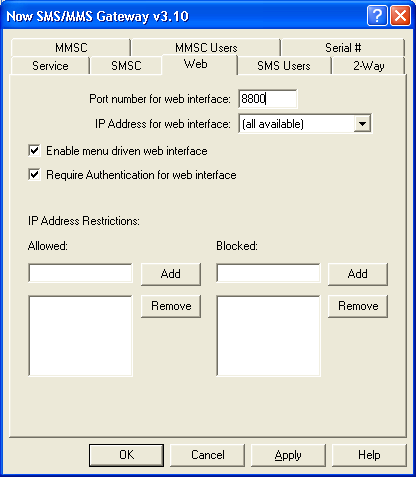 Now SMS/MMS Gateway v3.10
MMSC MMSC Users Serial #
Service SMSC Web SMS Users 2-Way
Port number for web interface: 8800
IP Address for web interface: (all available)
Enable menu driven web interface
Require Authentication for web interface
IP Address Restrictions:
Allowed: Blocked:
Add Add
Remove Remove
OK Cancel Apply Help